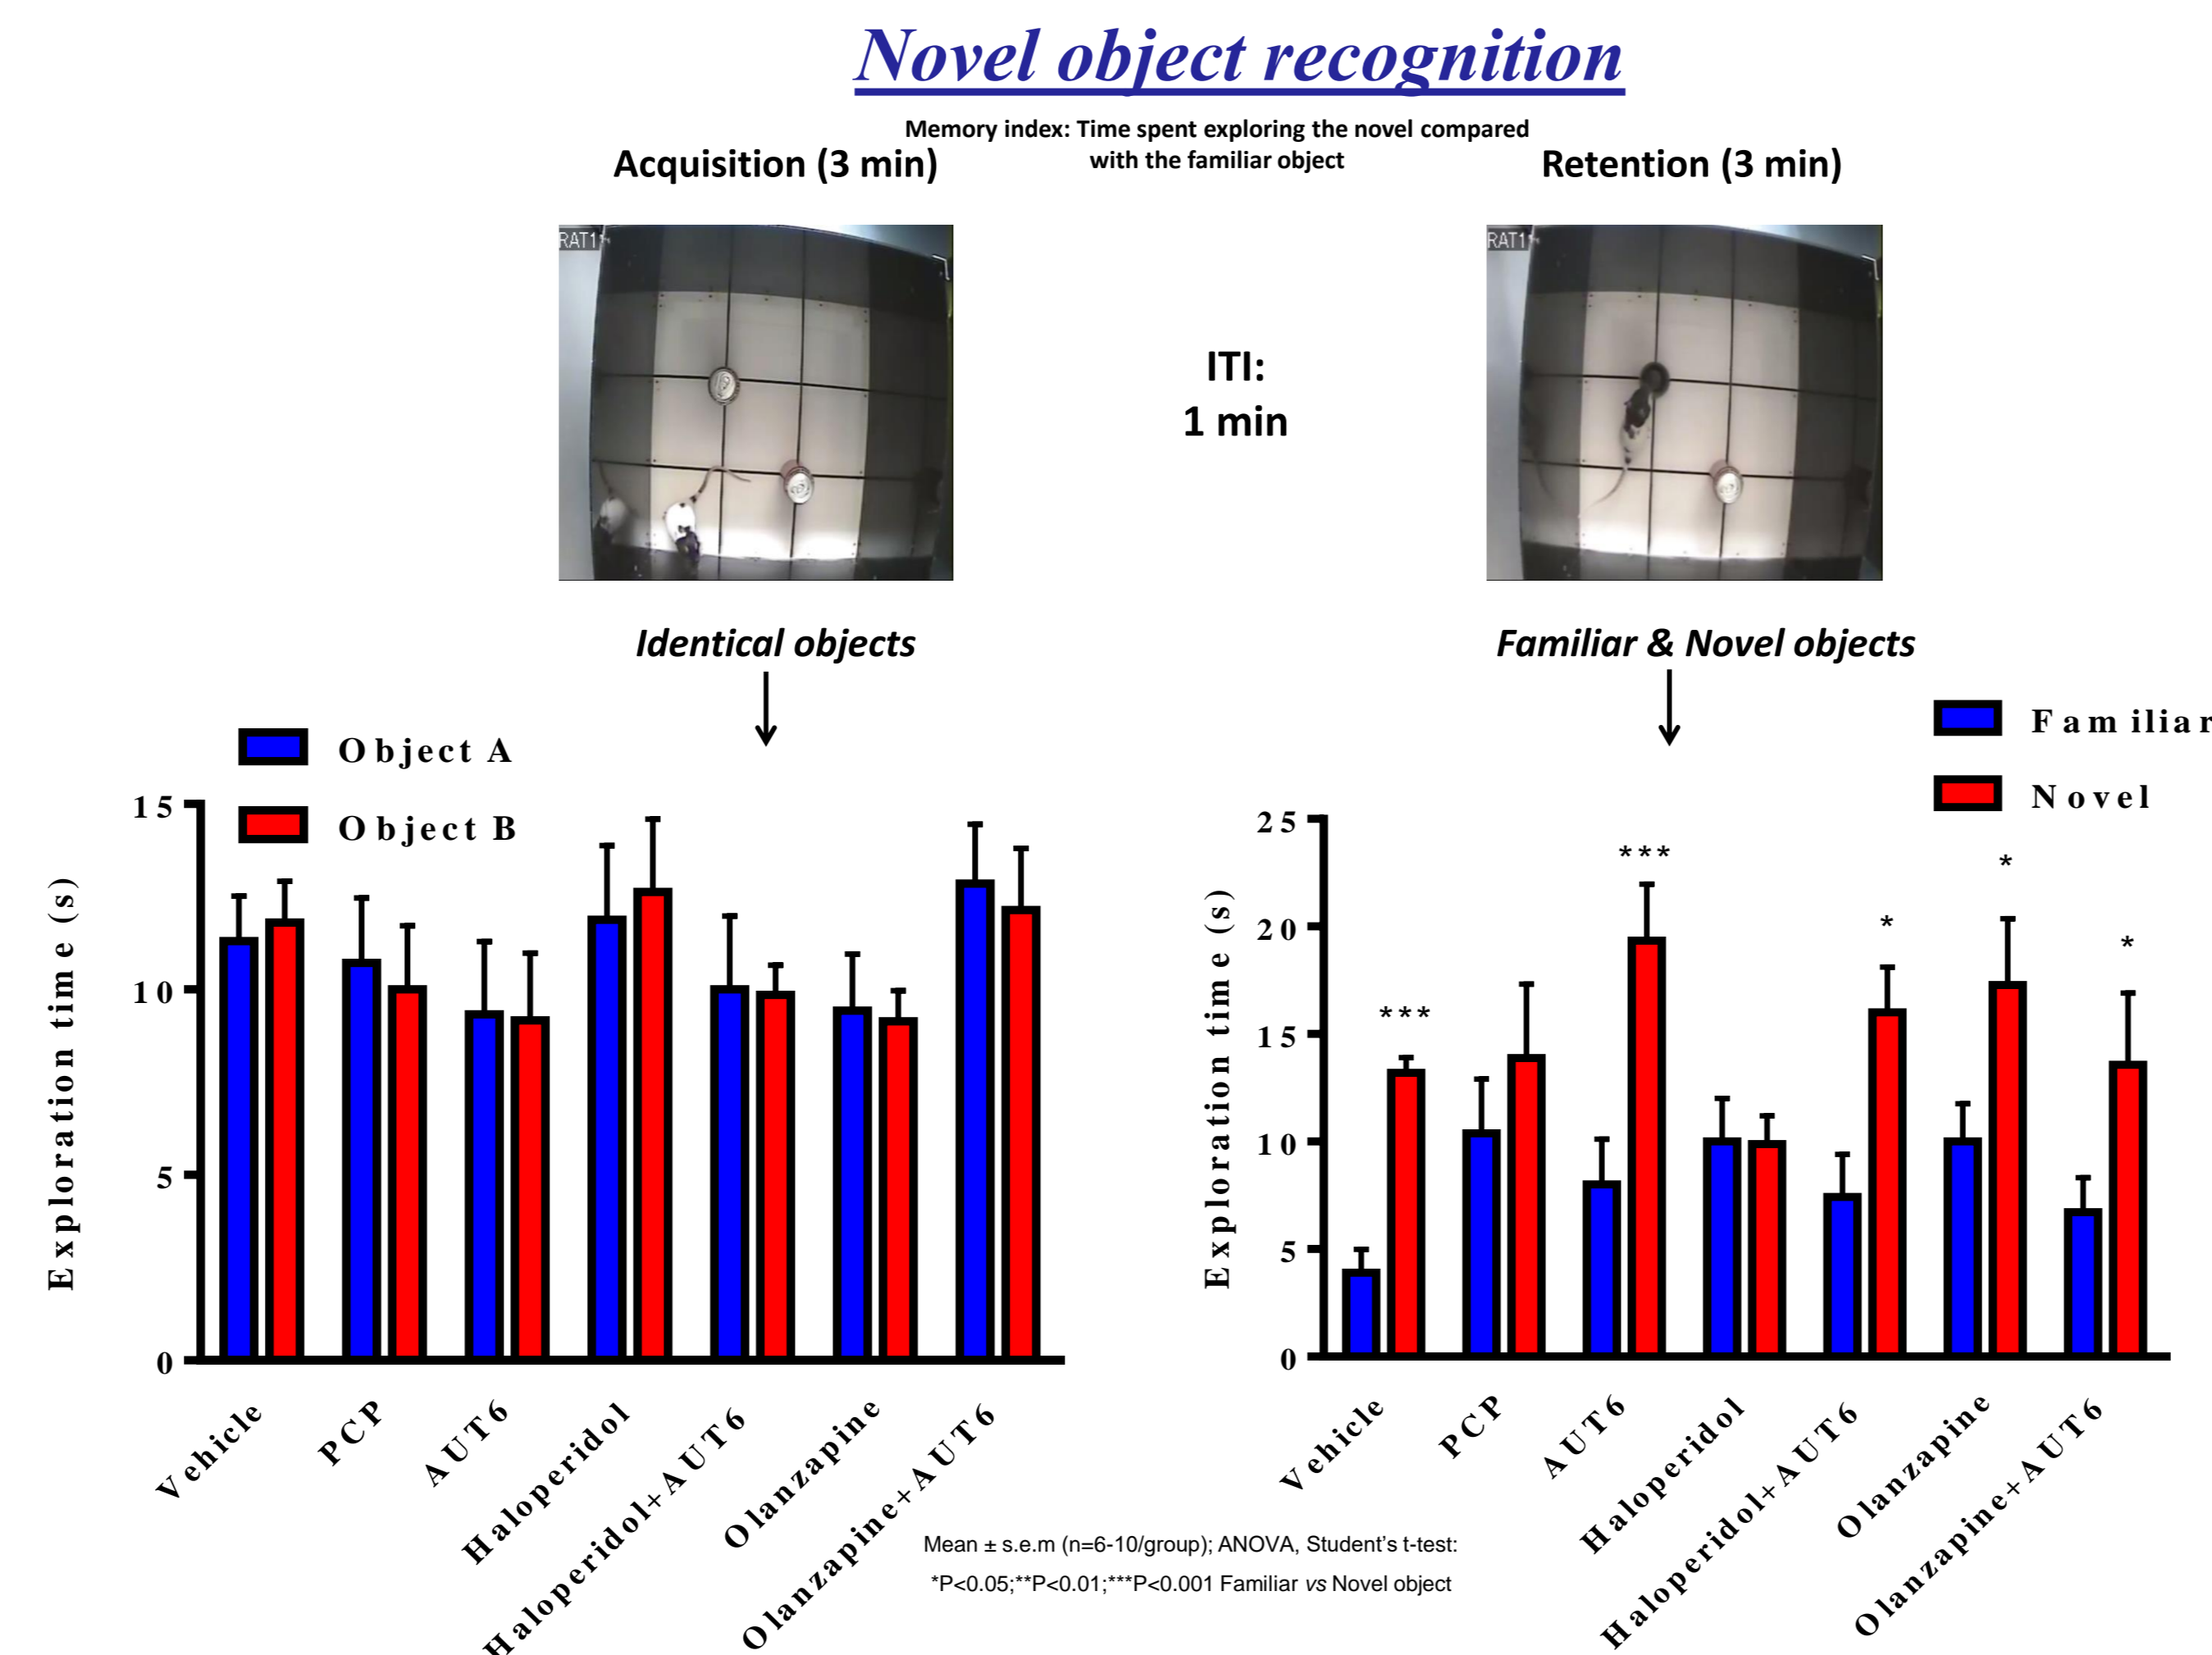 Novel object recognition
Memory index: Time spent exploring the novel compared
with the familiar object
Acquisition (3 min)
Retention (3 min)
RAT1
RAT1
ITI:
1 min
Identical objects
Familiar & Novel objects
Object A
Object B
Familiar
Novel
Exploration time (s)
15
10
5
0
Vehicle
PCP
AUT6
Haloperidol
Haloperidol+AUT6
Olanzapine
Olanzapine+AUT6
Exploration time (s)
25
20
15
10
5
0
***
***
*
*
*
Vehicle
PCP
AUT6
Haloperidol
Haloperidol+AUT6
Olanzapine
Olanzapine+AUT6
Mean ± s.e.m (n=6-10/group); ANOVA, Student’s t-test:
*P<0.05;**P<0.01;***P<0.001 Familiar vs Novel object